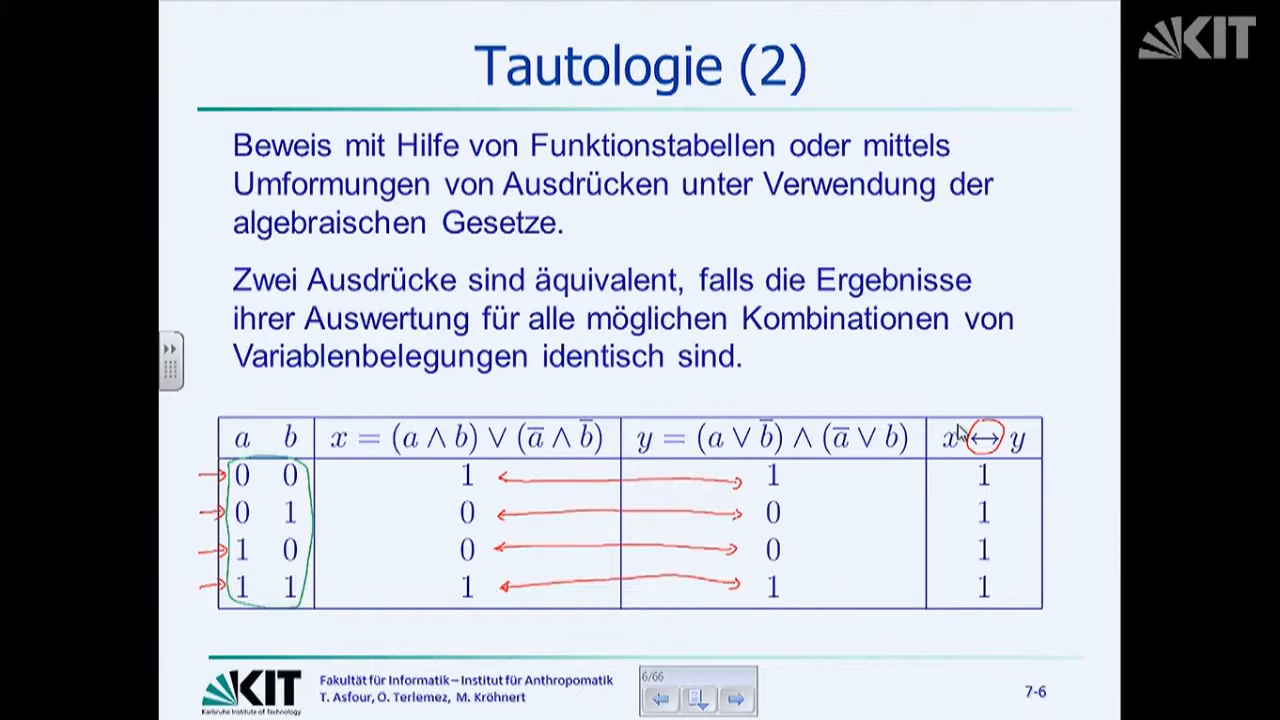 KIT
Tautologie (2)
Beweis mit Hilfe von Funktionstabellen oder mittels
Umformungen von Ausdrücken unter Verwendung der
algebraischen Gesetze.
Zwei Ausdrücke sind äquivalent, falls die Ergebnisse
ihrer Auswertung für alle möglichen Kombinationen von
Variablenbelegungen identisch sind.
a b x = (a ∧ b) ∨ (a̅ ∧ b̅) y = (a ∨ b̅) ∧ (a̅ ∨ b) x ↔ y
0 0 1 1 1
0 1 0 0 1
1 0 0 0 1
1 1 1 1 1
KIT
Karlsruhe Institute of Technology
Fakultät für Informatik – Institut für Anthropomatik
T. Asfour, Ö. Terlemez, M. Kröhnert
6/66
7-6